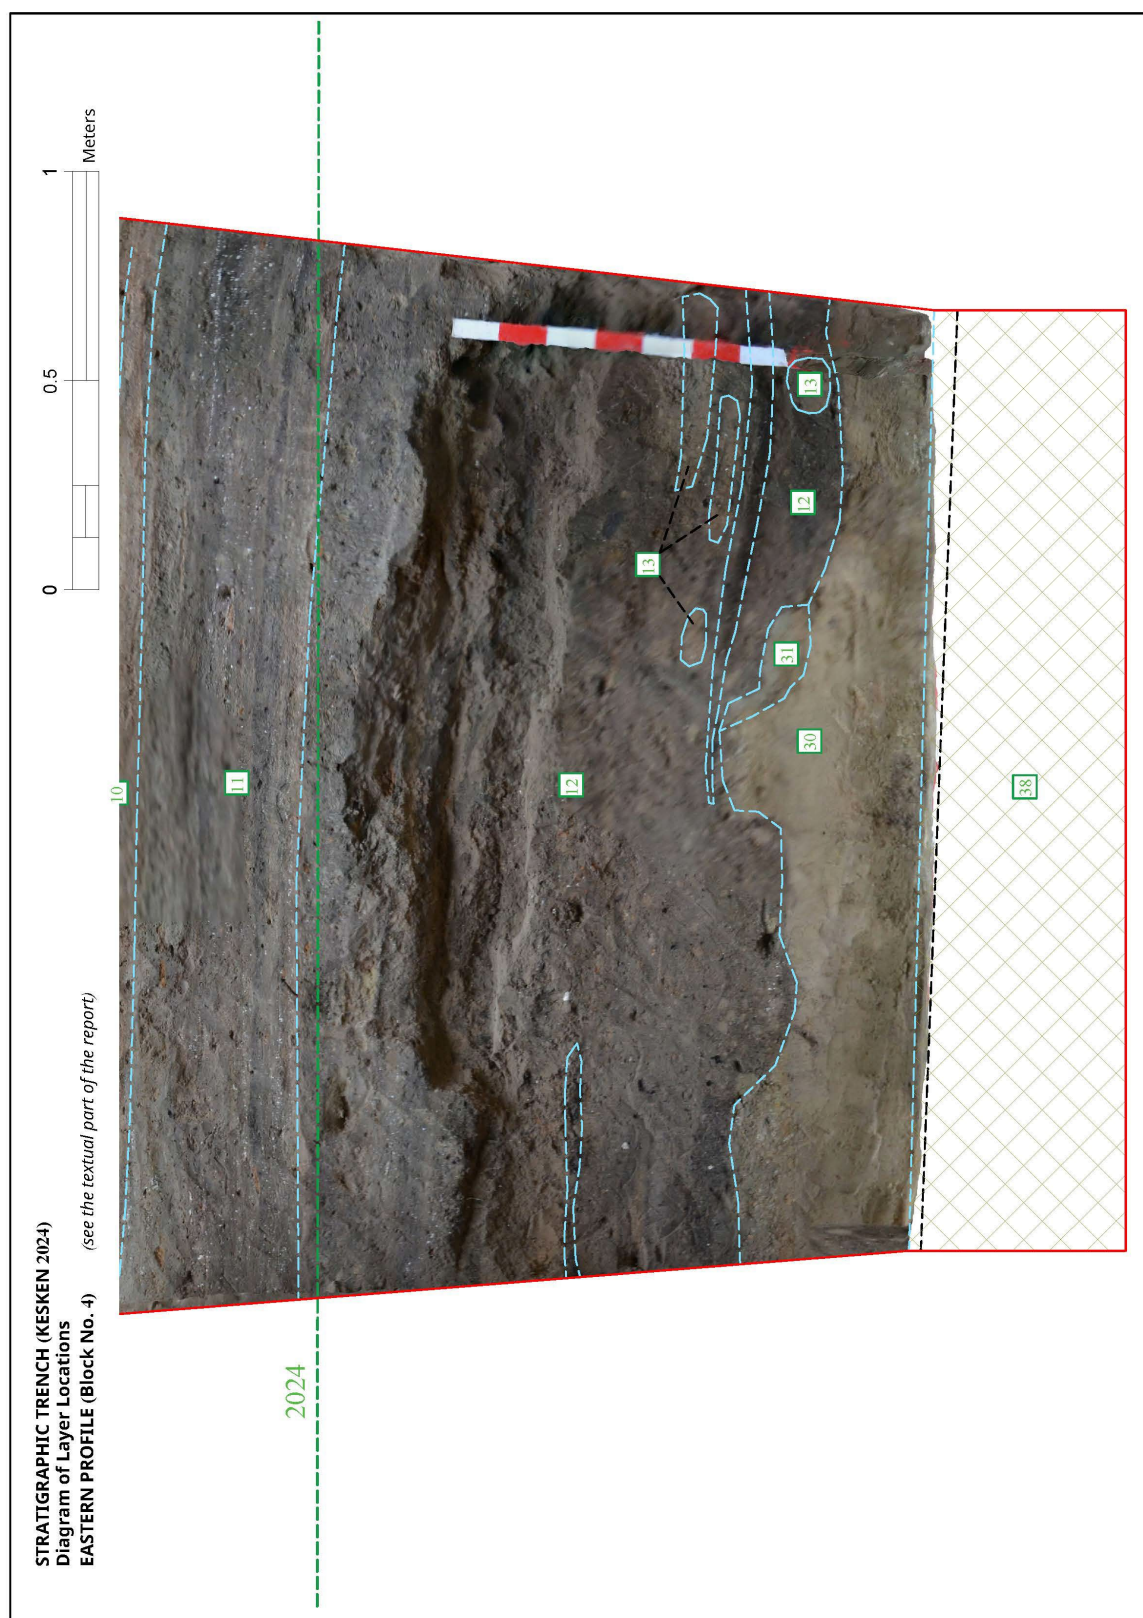 STRATIGRAPHIC TRENCH (KESKEN 2024)
Diagram of Layer Locations
EASTERN PROFILE (Block No. 4) (see the textual part of the report)
0 0.5 1
Meters
2024
10
11
12
13
13
12
31
30
38